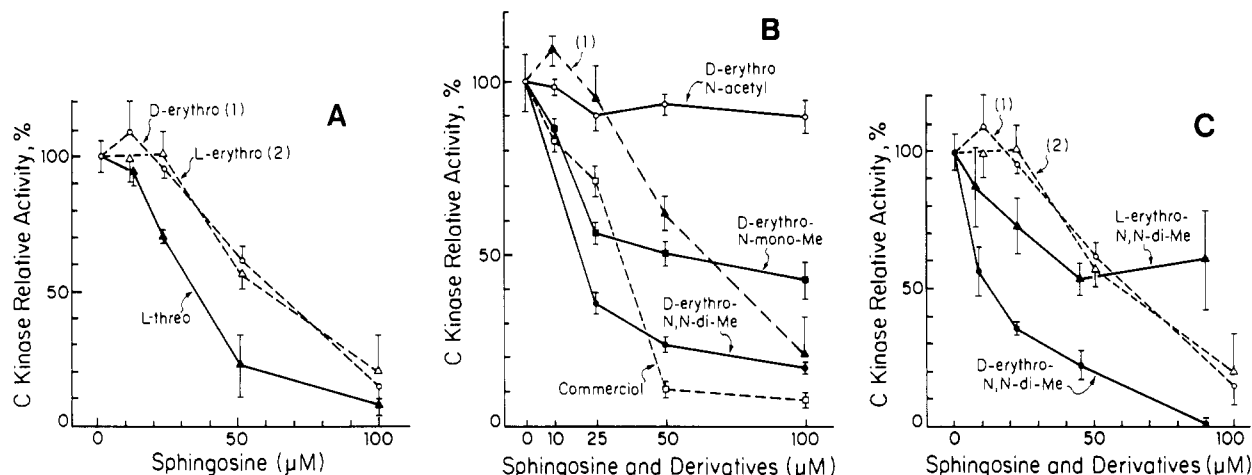 A
C Kinase Relative Activity, %
100
50
0
D-erythro (1)
L-erythro (2)
L-threo
0
50
100
Sphingosine (μM)
B
C Kinase Relative Activity, %
100
50
0
(1)
D-erythro
N-acetyl
D-erythro-
N-mono-Me
D-erythro-
N,N-di-Me
Commercial
0
10
25
50
100
Sphingosine and Derivatives (μM)
C
C Kinase Relative Activity, %
100
50
0
(1)
(2)
L-erythro-
N,N-di-Me
D-erythro-
N,N-di-Me
0
50
100
Sphingosine and Derivatives (μM)